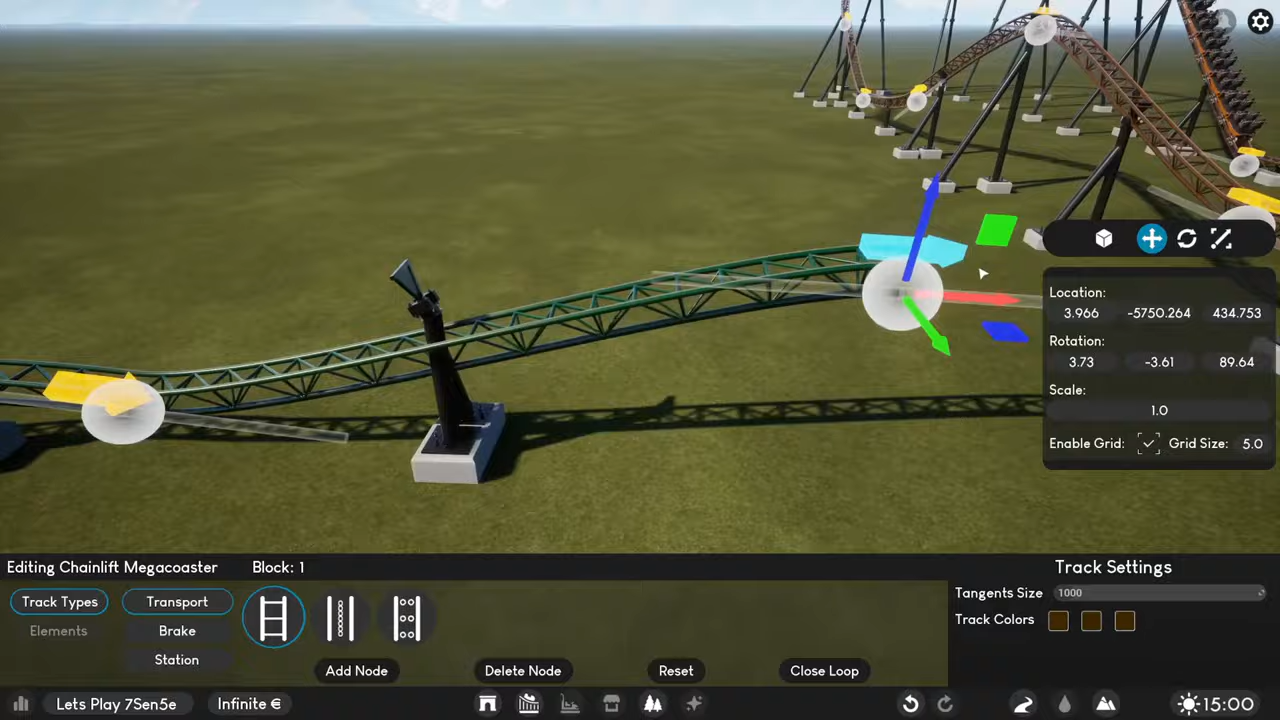 Location:
3.966 -5750.264 434.753
Rotation:
3.73 -3.61 89.64
Scale:
1.0
Enable Grid: Grid Size: 5.0
Editing Chainlift Megacoaster Block: 1
Track Types Transport
Elements Brake
Station
Add Node Delete Node Reset Close Loop
Track Settings
Tangents Size 1000
Track Colors
Lets Play 7Sen5e Infinite € 15:00